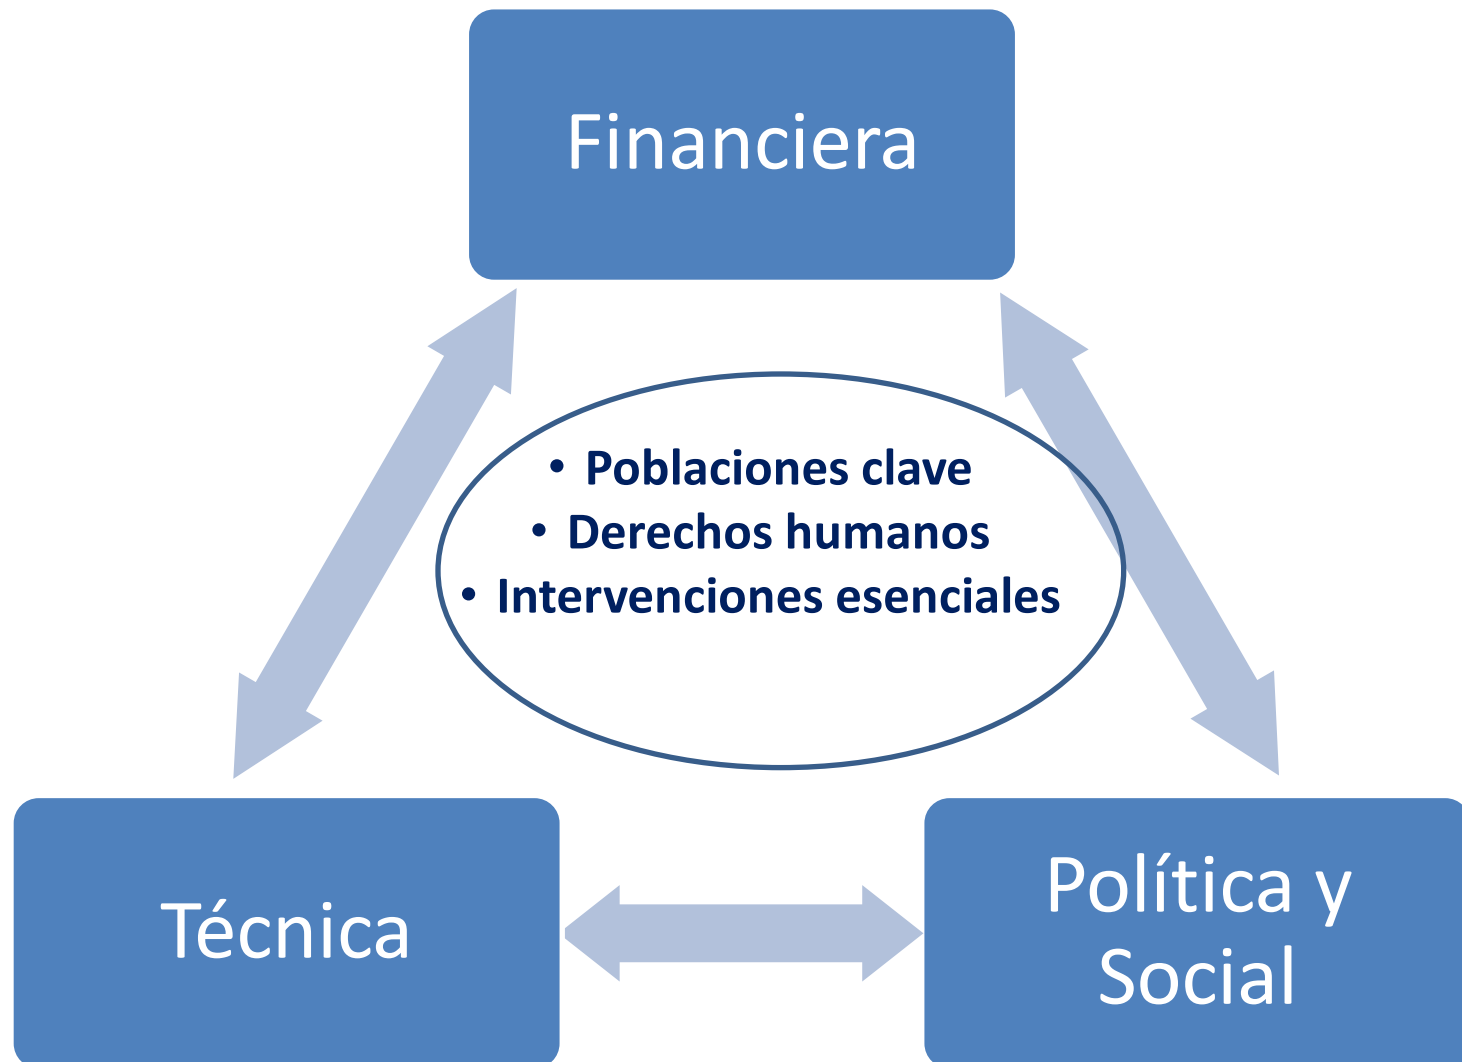 Financiera
• Poblaciones clave
• Derechos humanos
• Intervenciones esenciales
Técnica
Política y
Social